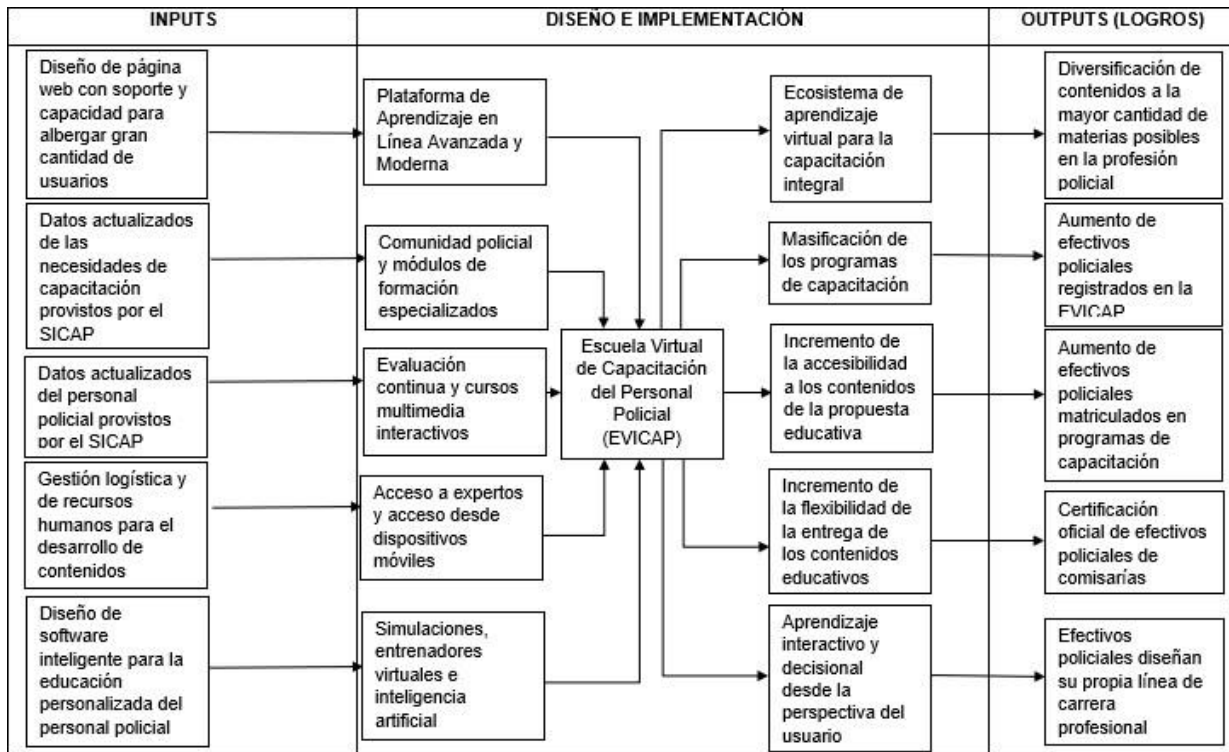 INPUTS
DISEÑO E IMPLEMENTACIÓN
OUTPUTS (LOGROS)
Diseño de página
web con soporte y
capacidad para
albergar gran
cantidad de
usuarios
Plataforma de
Aprendizaje en
Línea Avanzada y
Moderna
Ecosistema de
aprendizaje
virtual para la
capacitación
integral
Diversificación de
contenidos a la
mayor cantidad de
materias posibles
en la profesión
policial
Datos actualizados
de las
necesidades de
capacitación
provistos por el
SICAP
Comunidad policial
y módulos de
formación
especializados
Masificación de
los programas
de capacitación
Aumento de
efectivos
policiales
registrados en la
EVICAP
Datos actualizados
del personal
policial provistos
por el SICAP
Evaluación
continua y cursos
multimedia
interactivos
Escuela Virtual
de Capacitación
del Personal
Policial
(EVICAP)
Incremento de
la accesibilidad
a los contenidos
de la propuesta
educativa
Aumento de
efectivos
policiales
matriculados en
programas de
capacitación
Gestión logística y
de recursos
humanos para el
desarrollo de
contenidos
Acceso a expertos
y acceso desde
dispositivos
móviles
Incremento de
la flexibilidad de
la entrega de
los contenidos
educativos
Certificación
oficial de efectivos
policiales de
comisarías
Diseño de
software
inteligente para la
educación
personalizada del
personal policial
Simulaciones,
entrenadores
virtuales e
inteligencia
artificial
Aprendizaje
interactivo y
decisional
desde la
perspectiva del
usuario
Efectivos
policiales diseñan
su propia línea de
carrera
profesional